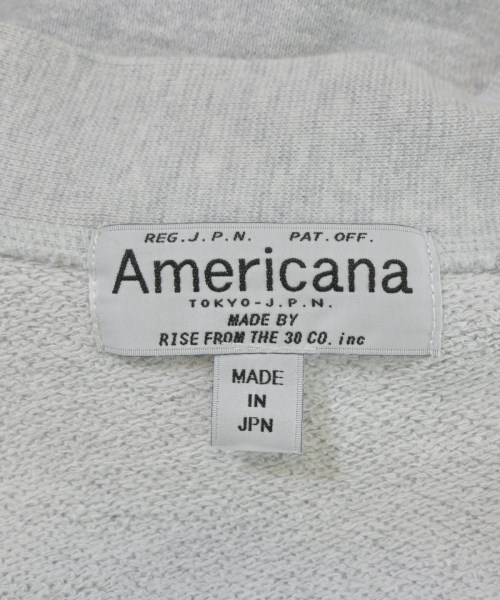 REG.J.P.N. PAT.OFF.
Americana
TOKYO-J.P.N.
MADE BY
RISE FROM THE 30 CO. inc
MADE
IN
JPN